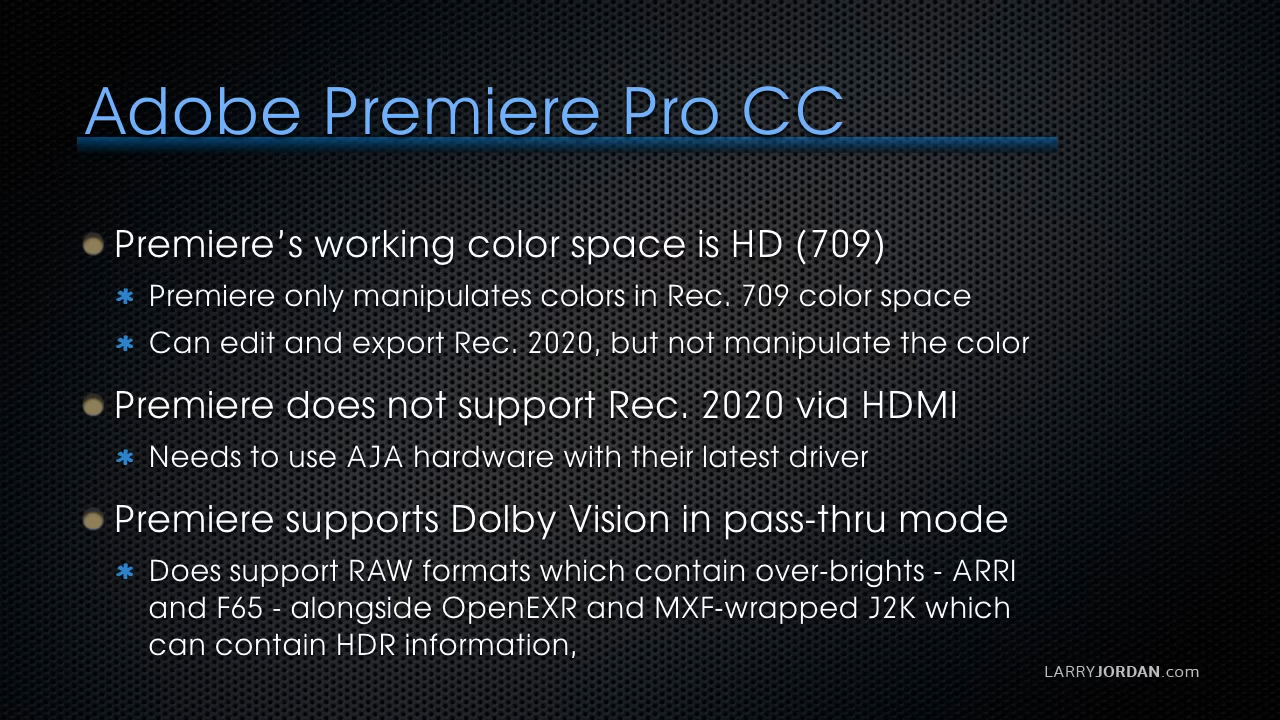 Adobe Premiere Pro CC
Premiere’s working color space is HD (709)
Premiere only manipulates colors in Rec. 709 color space
Can edit and export Rec. 2020, but not manipulate the color
Premiere does not support Rec. 2020 via HDMI
Needs to use AJA hardware with their latest driver
Premiere supports Dolby Vision in pass-thru mode
Does support RAW formats which contain over-brights - ARRI
and F65 - alongside OpenEXR and MXF-wrapped J2K which
can contain HDR information,
LARRYJORDAN.com